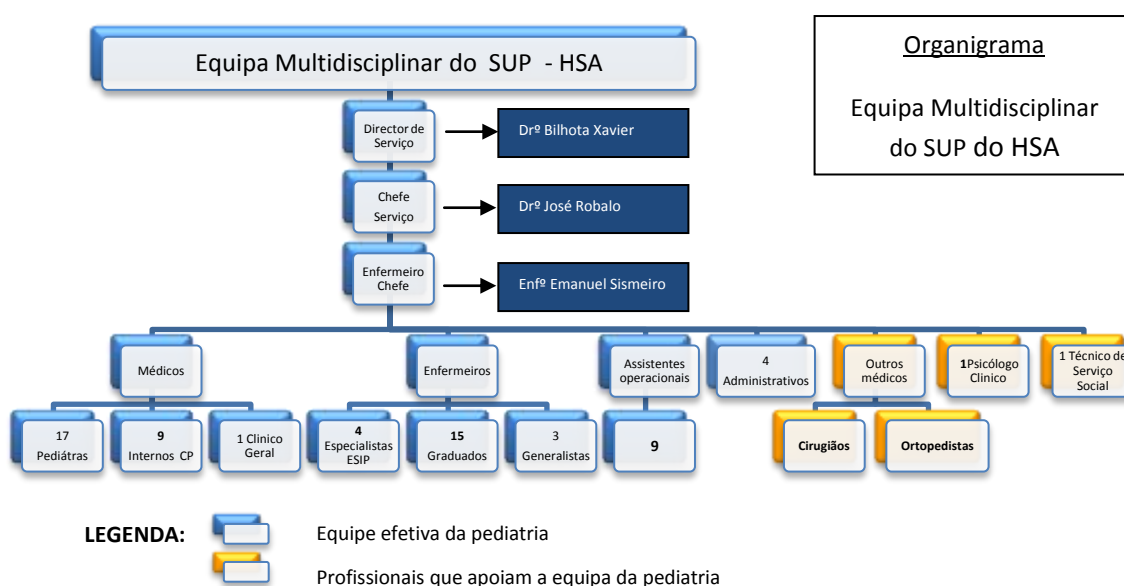 Equipa Multidisciplinar do SUP - HSA
Organigrama
Equipa Multidisciplinar
do SUP do HSA
Director de
Serviço
Drº Bilhota Xavier
Chefe
Serviço
Drº José Robalo
Enfermeiro
Chefe
Enfº Emanuel Sismeiro
Médicos
Enfermeiros
Assistentes
operacionais
4
Administrativos
Outros
médicos
1Psicólogo
Clinico
1 Técnico de
Serviço
Social
17
Pediátras
9
Internos CP
1 Clinico
Geral
4
Especialistas
ESIP
15
Graduados
3
Generalistas
9
Cirugiãos
Ortopedistas
LEGENDA:
Equipe efetiva da pediatria
Profissionais que apoiam a equipa da pediatria